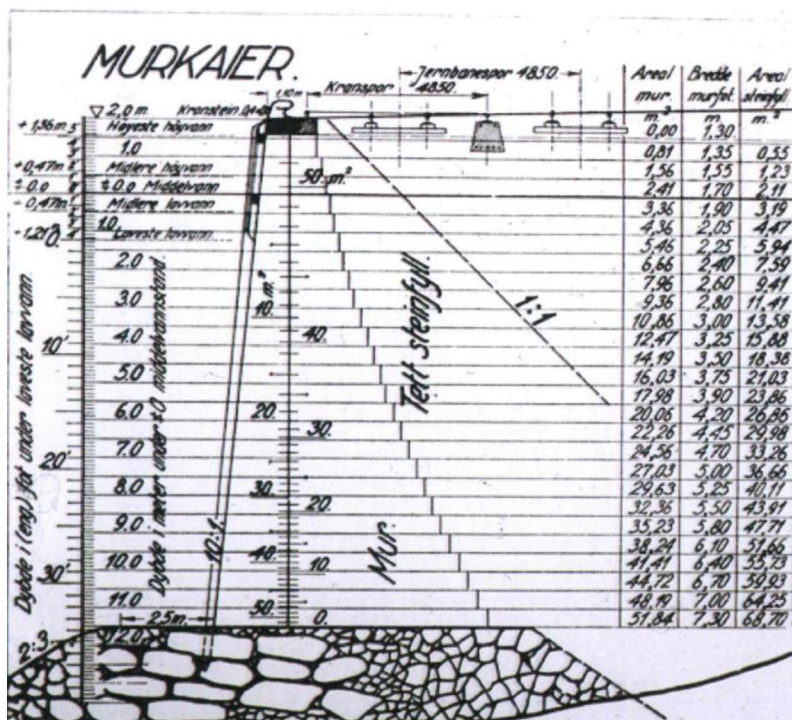 MURKAIER.
1,10 m
Kranspor 4850.
Jernbanespor 4850.
Areal mur. m²
Bredde murfot. m
Areal steinfyll. m²
2,0 m.
Kranstein
+ 1,36 m
Høyeste høyvann
1.0
+0,47m
Midlere høyvann
± 0.0
± 0.0 Middelvann
- 0,47m
Midlere lavvann
1.0
- 1,21
0.
Laveste lavvann.
2.0
3.0
10'
4.0
5.0
6.0
7.0
20'
8.0
9.0
10.0
30'
11.0
12.0
Dybde i (eng) fot under laveste lavvann.
Dybde i meter under ±0 middelvannstand.
2:3
2.5m.
10:1.
10. m²
20.
30.
40.
50.
50. m²
40.
30.
20.
10.
0.
Mur.
Tett steinfyll.
1:1
0,00 1,30
0,81 1,35 0,55
1,56 1,55 1,23
2,41 1,70 2,11
3,36 1,90 3,19
4,36 2,05 4,47
5,46 2,25 5,94
6,66 2,40 7,59
7,96 2,60 9,41
9,36 2,80 11,41
10,86 3,00 13,58
12,47 3,25 15,88
14,19 3,50 18,38
16,03 3,75 21,03
17,98 3,90 23,86
20,06 4,20 26,86
22,26 4,45 29,98
24,56 4,70 33,26
27,03 5,00 36,66
29,63 5,25 40,11
32,36 5,50 43,91
35,23 5,80 47,71
38,24 6,10 51,66
41,41 6,40 55,73
44,72 6,70 59,93
48,19 7,00 64,25
51,84 7,30 68,70